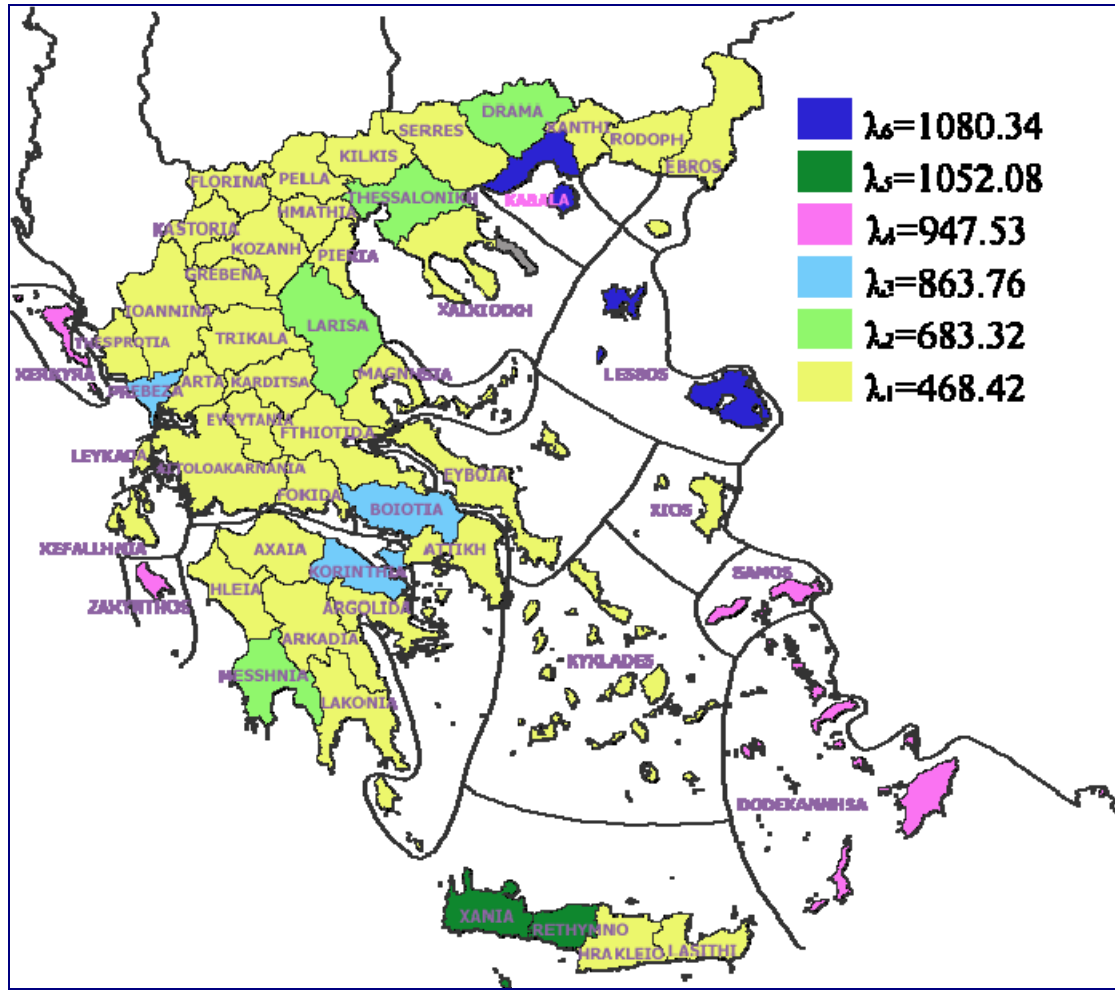 DRAMA
XANTHI
SERRES
RODOPH
KILKIS
EBROS
PELLA
FLORINA
THESSALONIKH
KABALA
HMATHIA
KASTORIA
KOZANH
PIERIA
GREBENA
XALKIDIKH
IOANNINA
LARISA
TRIKALA
THESPROTIA
KERKYRA
LESBOS
MAGNHSIA
PREBEZA
ARTA
KARDITSA
EYRYTANIA
FTHIOTIDA
LEYKADA
AITOLOAKARNANIA
EYBOIA
FOKIDA
XIOS
BOIOTIA
KEFALLHNIA
AXAIA
ATTIKH
KORINTHIA
SAMOS
HLEIA
ZAKYNTHOS
ARGOLIDA
ARKADIA
KYKLADES
MESSHNIA
LAKONIA
DODEKANNHSA
XANIA
RETHYMNO
HRAKLEIO
LASITHI
λ6=1080.34
λ5=1052.08
λ4=947.53
λ3=863.76
λ2=683.32
λ1=468.42